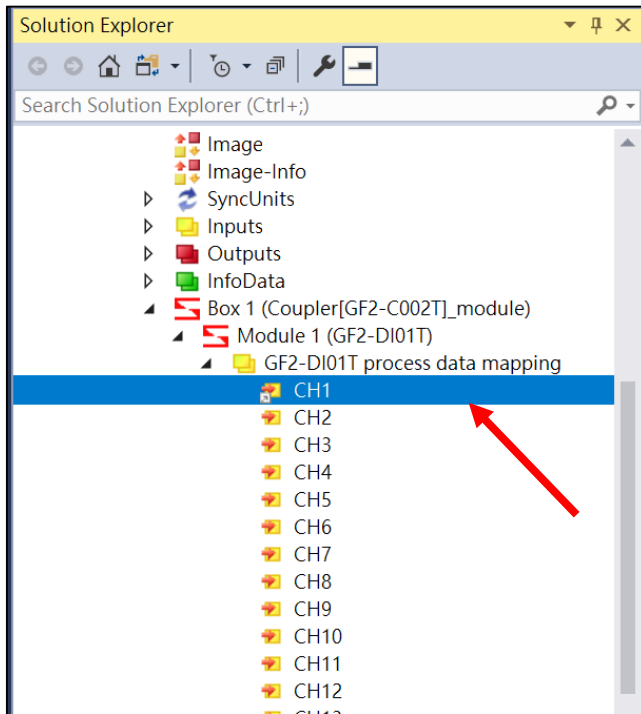 Solution Explorer
Search Solution Explorer (Ctrl+;)
Image
Image-Info
SyncUnits
Inputs
Outputs
InfoData
Box 1 (Coupler[GF2-C002T]_module)
Module 1 (GF2-DI01T)
GF2-DI01T process data mapping
CH1
CH2
CH3
CH4
CH5
CH6
CH7
CH8
CH9
CH10
CH11
CH12